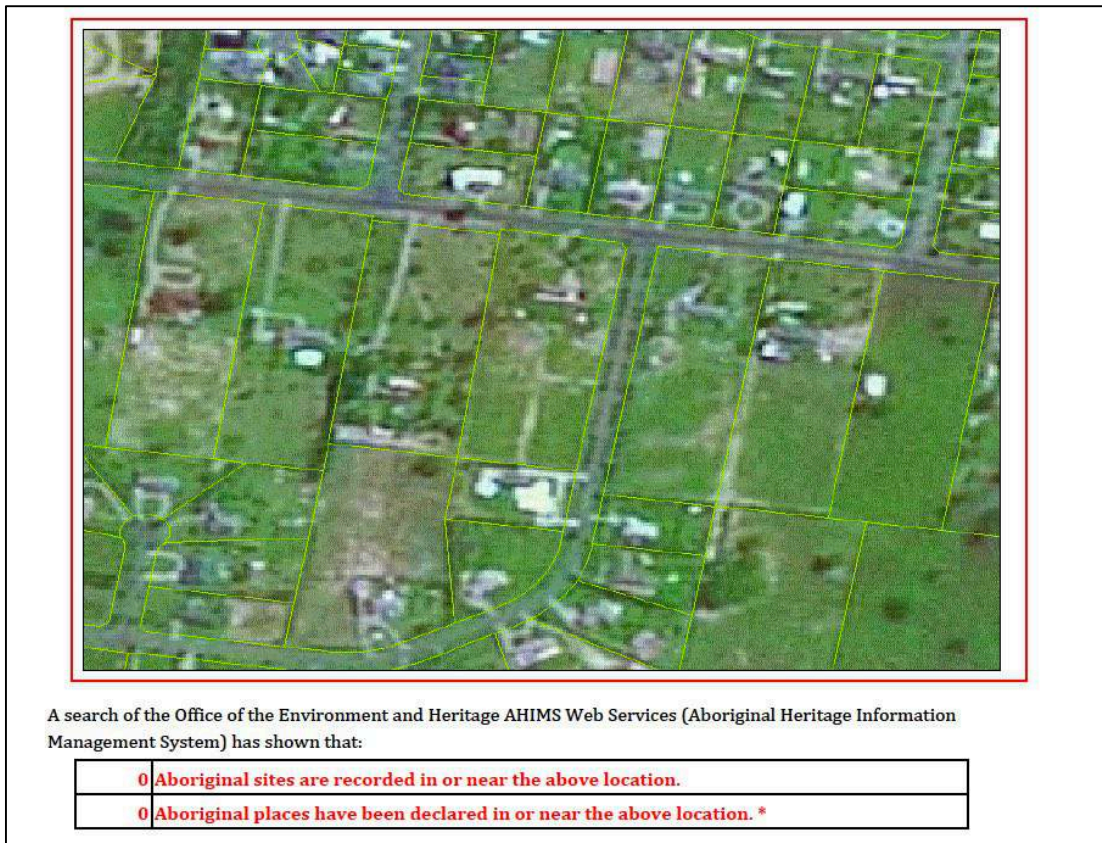 A search of the Office of the Environment and Heritage AHIMS Web Services (Aboriginal Heritage Information
Management System) has shown that:
0 Aboriginal sites are recorded in or near the above location.
0 Aboriginal places have been declared in or near the above location. *